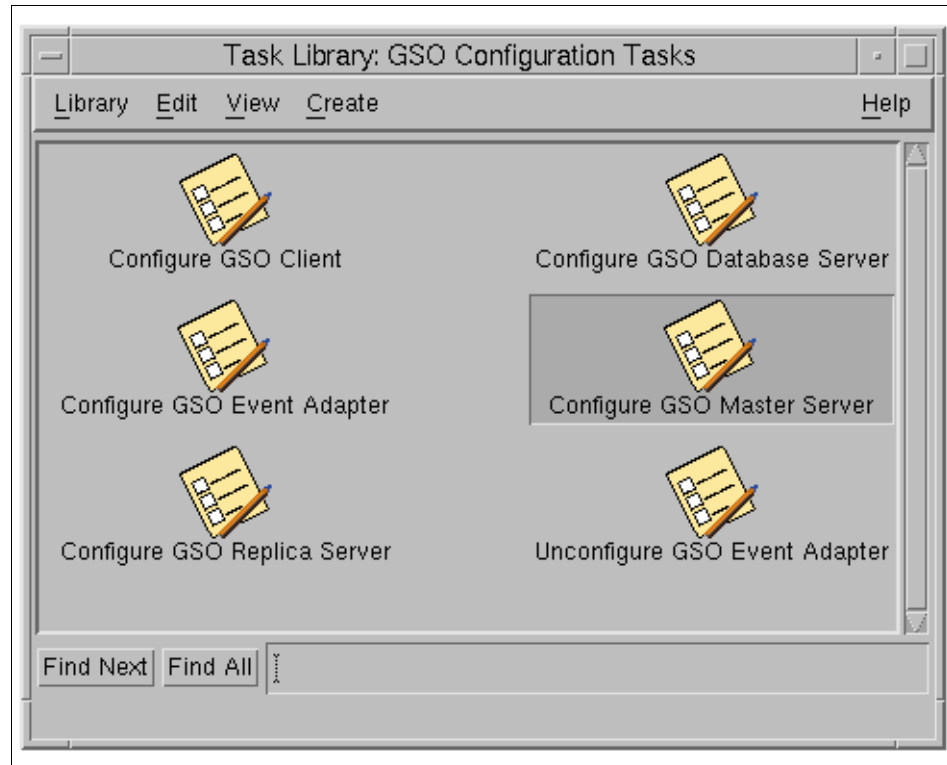 Task Library: GSO Configuration Tasks
Library Edit View Create Help
Configure GSO Client
Configure GSO Database Server
Configure GSO Event Adapter
Configure GSO Master Server
Configure GSO Replica Server
Unconfigure GSO Event Adapter
Find Next Find All